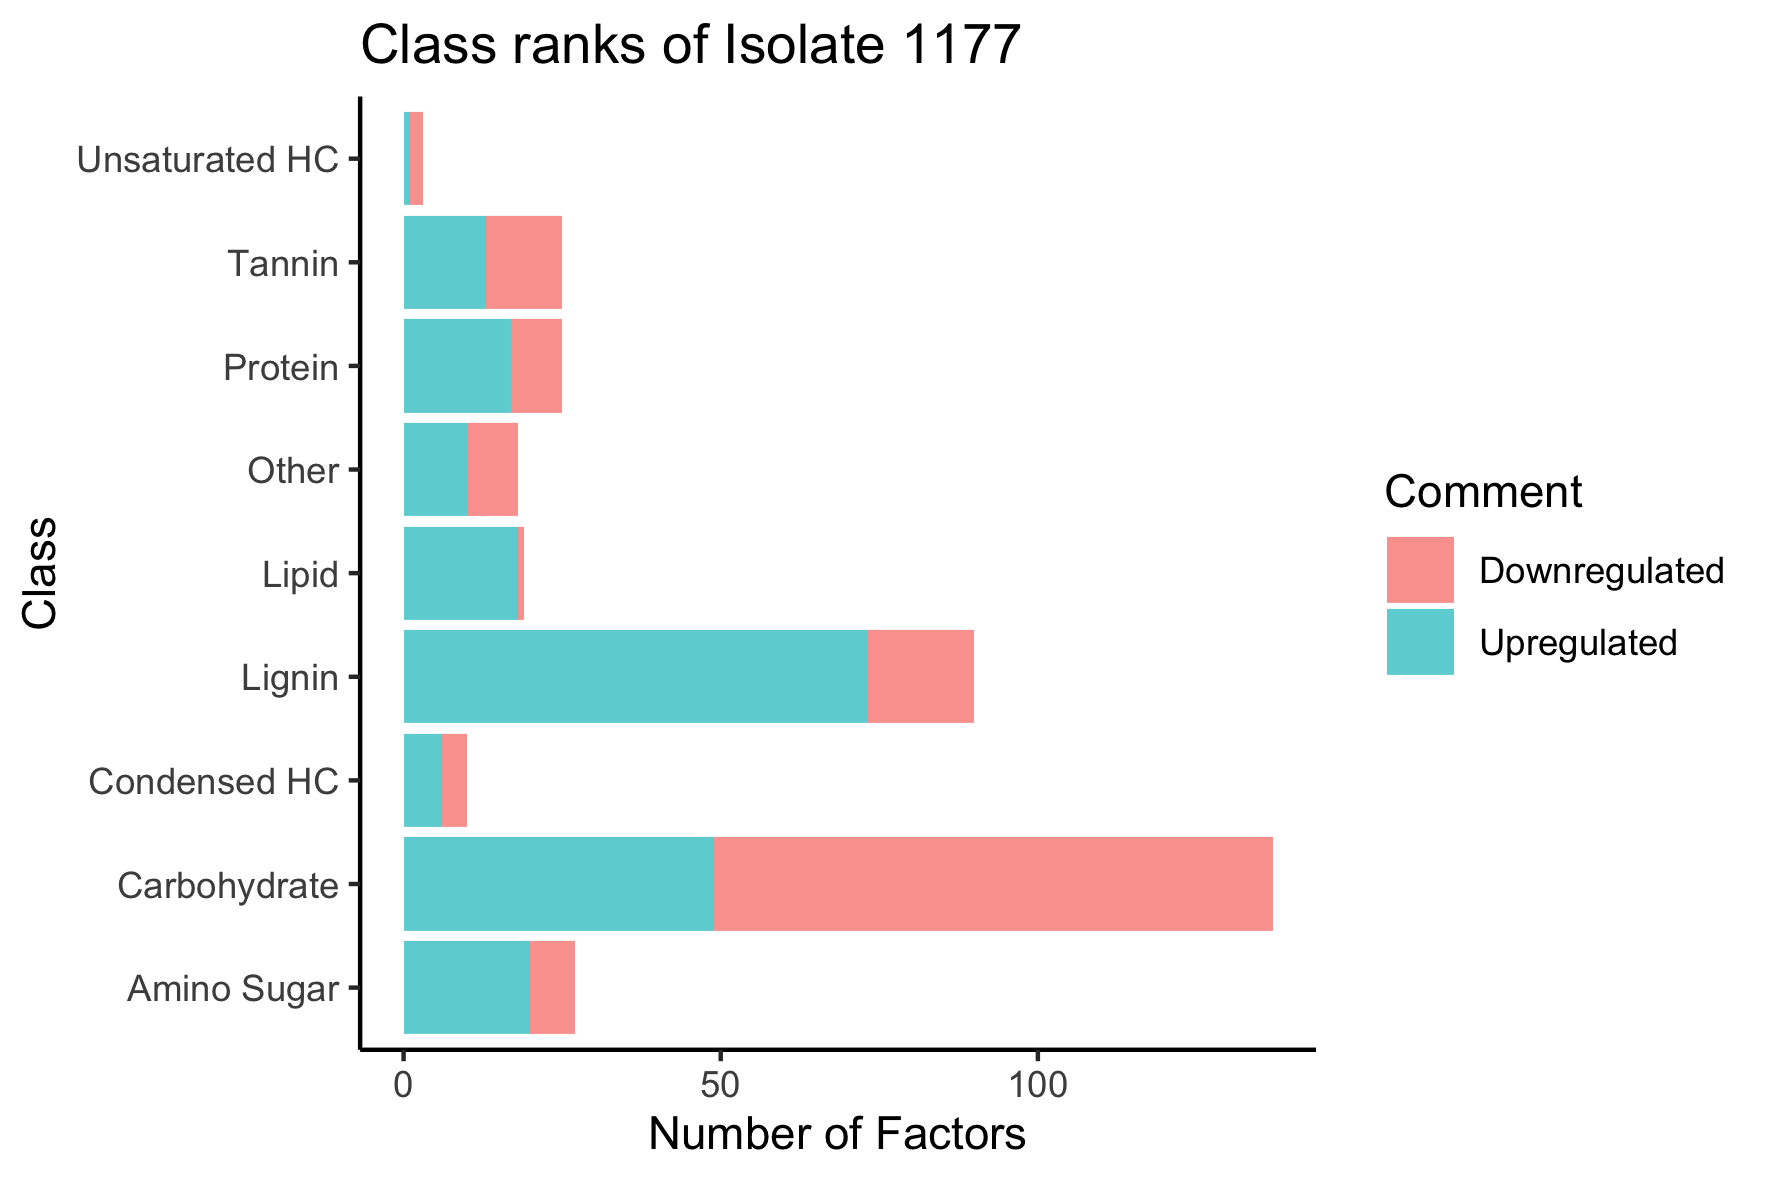 Class ranks of Isolate 1177
Unsaturated HC
Tannin
Protein
Other
Lipid
Lignin
Condensed HC
Carbohydrate
Amino Sugar
Class
0 50 100
Number of Factors
Comment
Downregulated
Upregulated